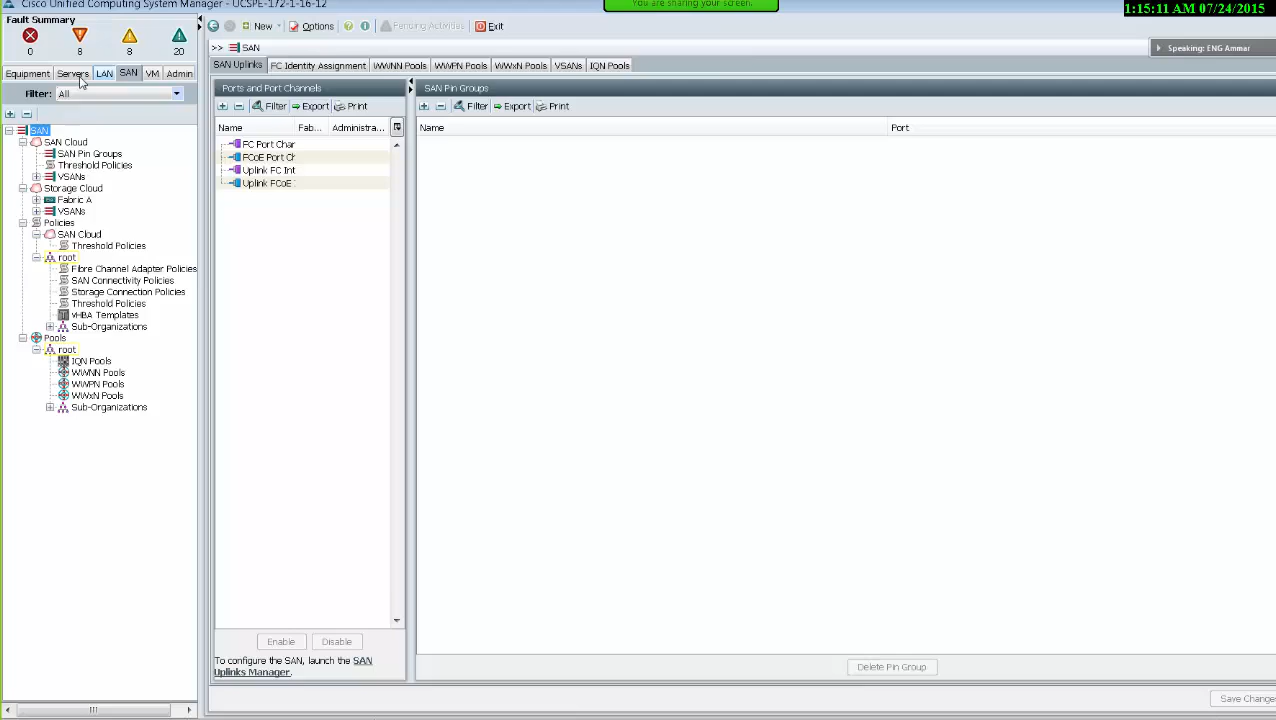 Cisco Unified Computing System Manager - UCSPE-172-1-16-12
You are sharing your screen.
1:15:11 AM 07/24/2015
Fault Summary
0 8 8 20
New Options Pending Activities Exit
>> SAN
Speaking: ENG Ammar
Equipment Servers LAN SAN VM Admin
SAN Uplinks FC Identity Assignment WWNN Pools WWPN Pools WWxN Pools VSANs IQN Pools
Filter: All
Ports and Port Channels
SAN Pin Groups
Filter Export Print
Filter Export Print
Name Fab... Administra...
Name Port
SAN
SAN Cloud
SAN Pin Groups
Threshold Policies
VSANs
Storage Cloud
Fabric A
VSANs
Policies
SAN Cloud
Threshold Policies
root
Fibre Channel Adapter Policies
SAN Connectivity Policies
Storage Connection Policies
Threshold Policies
vHBA Templates
Sub-Organizations
Pools
root
IQN Pools
WWNN Pools
WWPN Pools
WWxN Pools
Sub-Organizations
FC Port Char
FCoE Port Ch
Uplink FC Int
Uplink FCoE
Enable Disable
To configure the SAN, launch the SAN
Uplinks Manager.
Delete Pin Group
Save Change